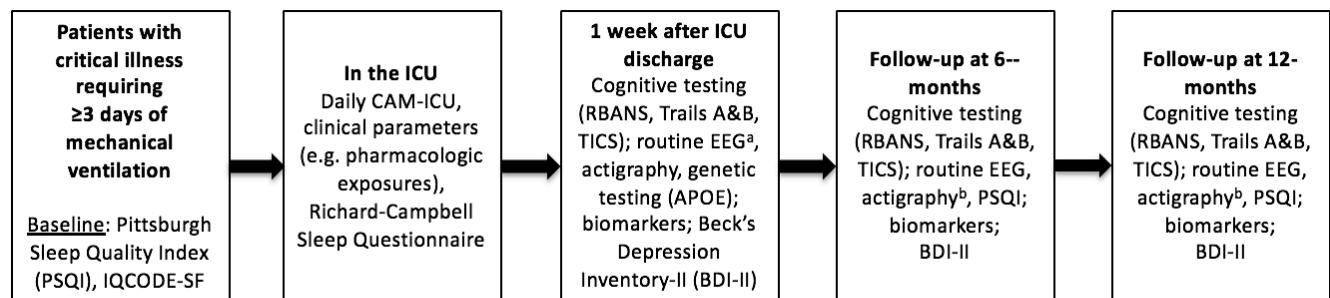 Patients with
critical illness
requiring
≥3 days of
mechanical
ventilation
Baseline: Pittsburgh
Sleep Quality Index
(PSQI), IQCODE-SF
In the ICU
Daily CAM-ICU,
clinical parameters
(e.g. pharmacologic
exposures),
Richard-Campbell
Sleep Questionnaire
1 week after ICU
discharge
Cognitive testing
(RBANS, Trails A&B,
TICS); routine EEGᵃ,
actigraphy, genetic
testing (APOE);
biomarkers; Beck's
Depression
Inventory-II (BDI-II)
Follow-up at 6--
months
Cognitive testing
(RBANS, Trails A&B,
TICS); routine EEG,
actigraphyᵇ, PSQI;
biomarkers;
BDI-II
Follow-up at 12-
months
Cognitive testing
(RBANS, Trails A&B,
TICS); routine EEG,
actigraphyᵇ, PSQI;
biomarkers;
BDI-II